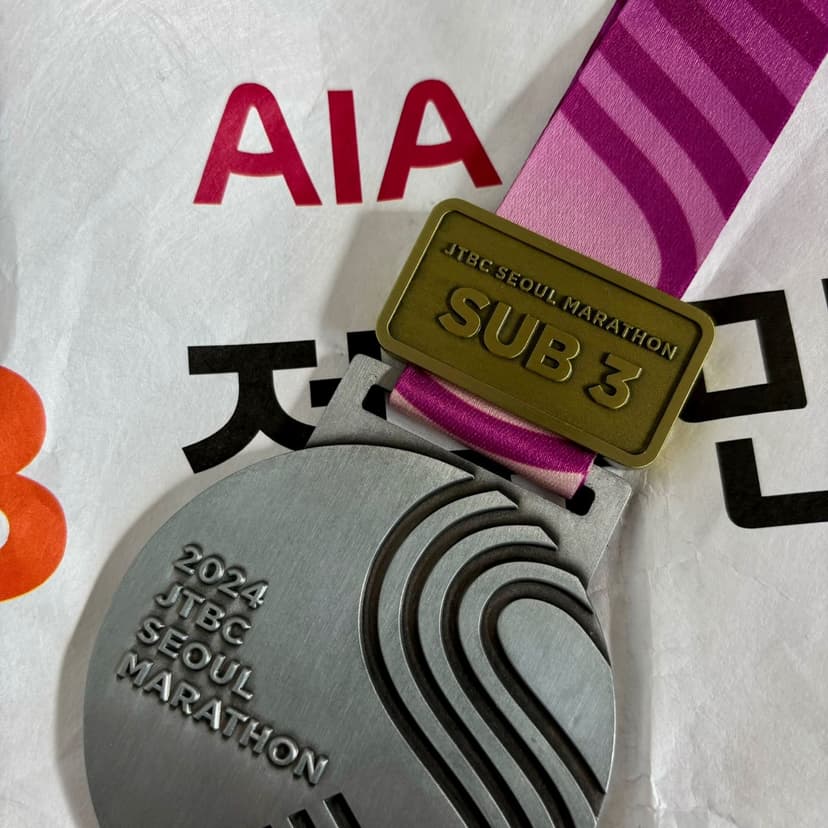 AIA
JTBC SEOUL MARATHON
SUB 3
2024
JTBC
SEOUL
MARATHON